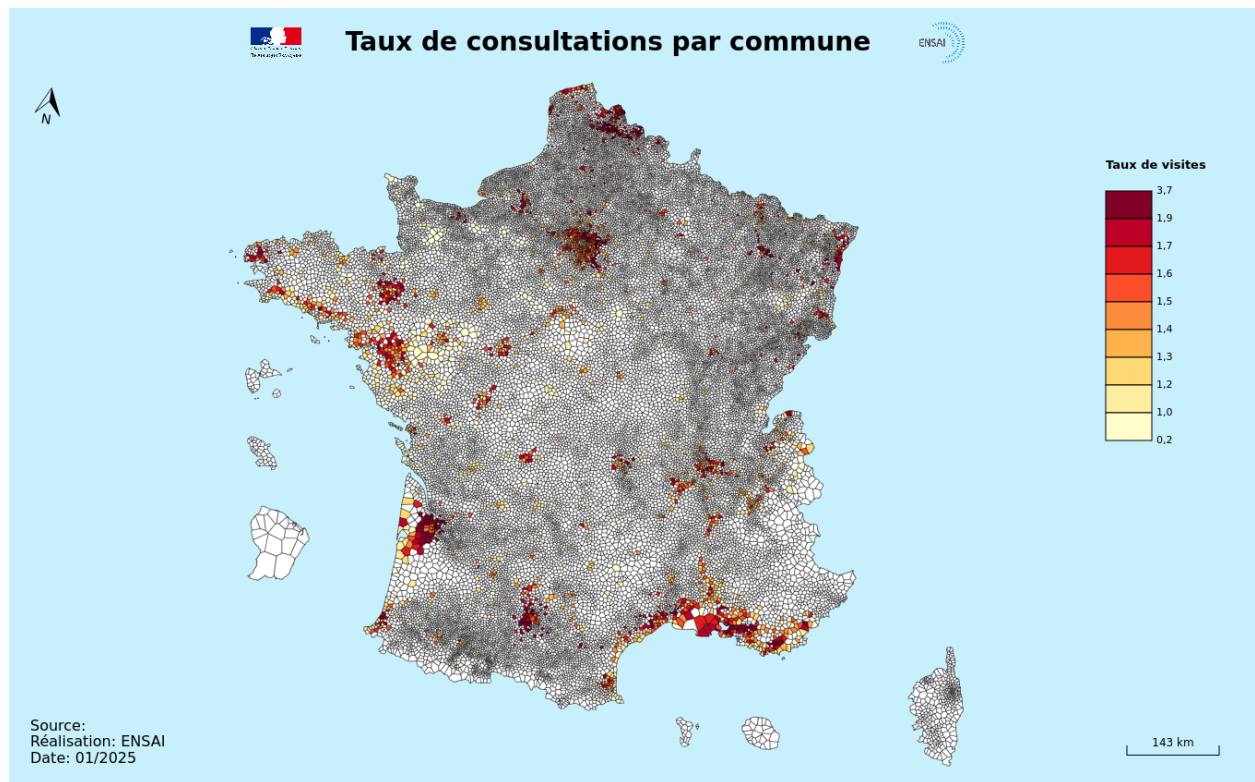 Taux de consultations par commune
ENSAI
N
Taux de visites
3,7
1,9
1,7
1,6
1,5
1,4
1,3
1,2
1,0
0,2
Source:
Réalisation: ENSAI
Date: 01/2025
143 km